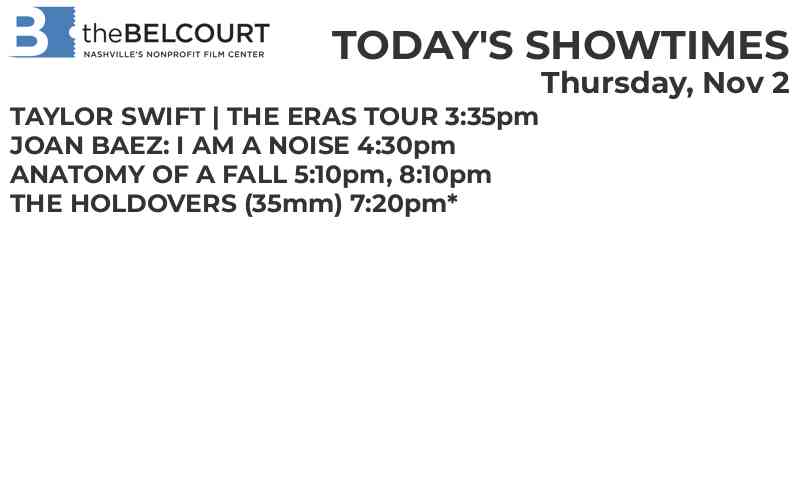 B theBELCOURT
NASHVILLE'S NONPROFIT FILM CENTER
TODAY'S SHOWTIMES
Thursday, Nov 2
TAYLOR SWIFT | THE ERAS TOUR 3:35pm
JOAN BAEZ: I AM A NOISE 4:30pm
ANATOMY OF A FALL 5:10pm, 8:10pm
THE HOLDOVERS (35mm) 7:20pm*